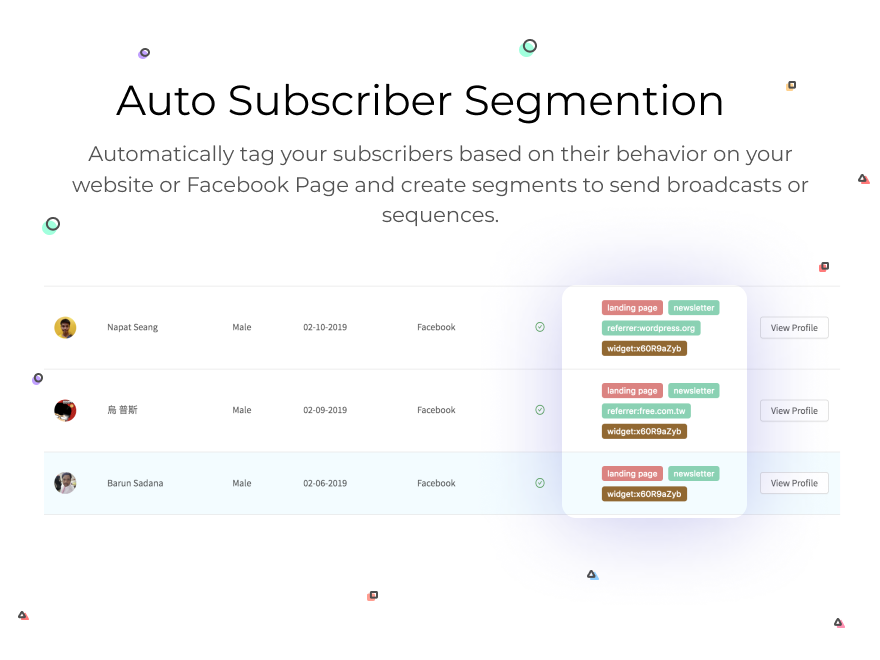 Auto Subscriber Segmention
Automatically tag your subscribers based on their behavior on your
website or Facebook Page and create segments to send broadcasts or
sequences.
landing page newsletter
Napat Seang Male 02-10-2019 Facebook referrer:wordpress.org View Profile
widget:x60R9aZyb
landing page newsletter
烏 普斯 Male 02-09-2019 Facebook referrer:free.com.tw View Profile
widget:x60R9aZyb
landing page newsletter
Barun Sadana Male 02-06-2019 Facebook View Profile
widget:x60R9aZyb